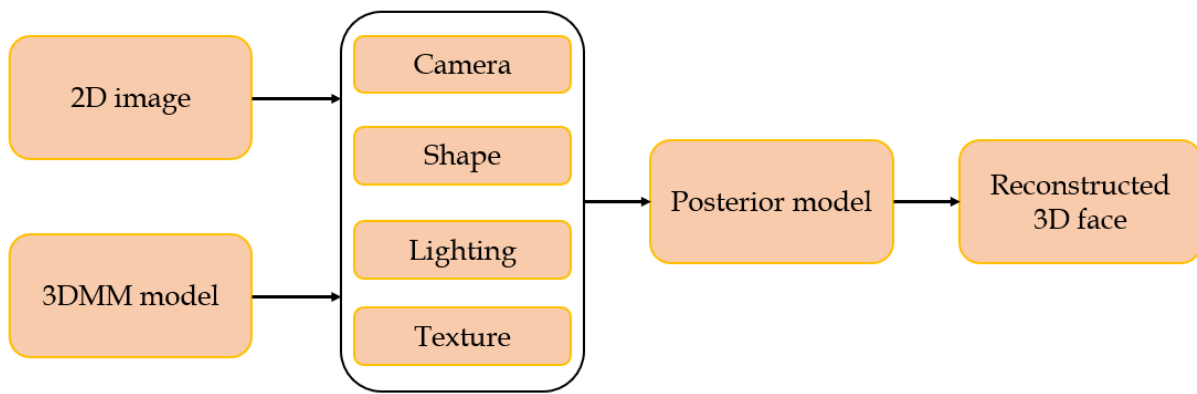 2D image
3DMM model
Camera
Shape
Lighting
Texture
Posterior model
Reconstructed
3D face